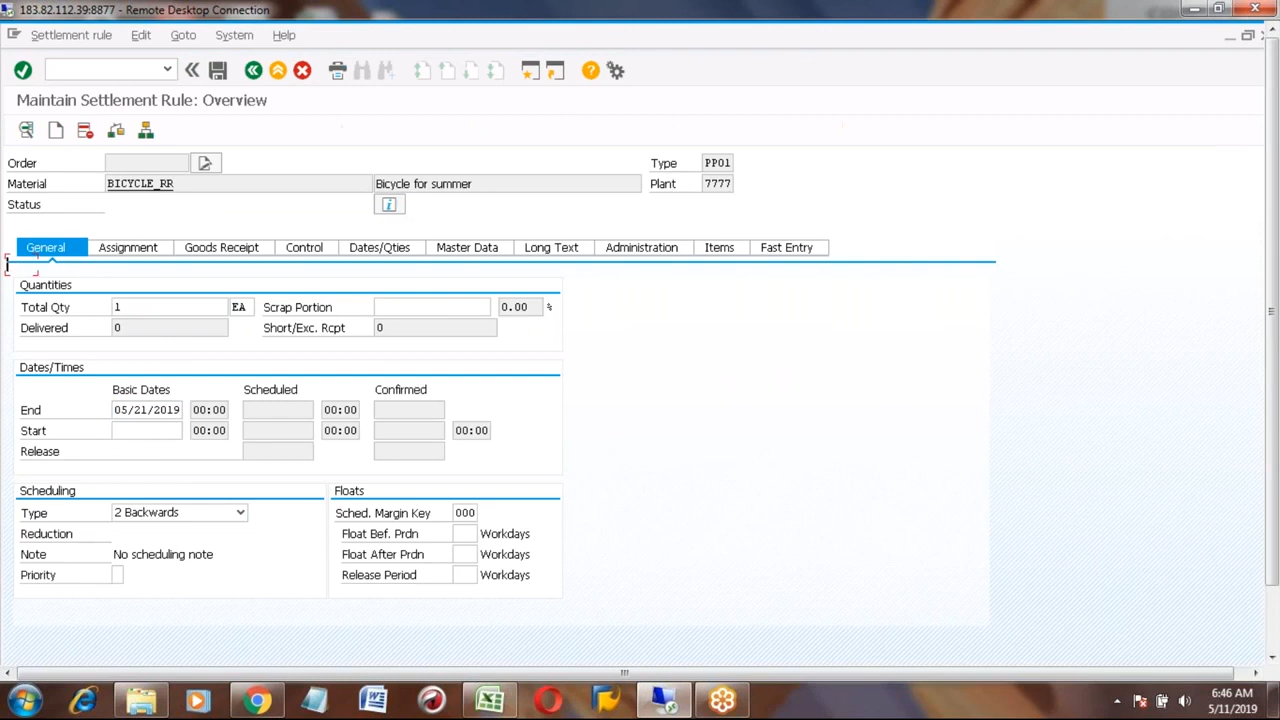 183.82.112.39:8877 - Remote Desktop Connection
Settlement rule Edit Goto System Help
Maintain Settlement Rule: Overview
Order Type PP01
Material BICYCLE_RR Bicycle for summer Plant 7777
Status
General Assignment Goods Receipt Control Dates/Qties Master Data Long Text Administration Items Fast Entry
Quantities
Total Qty 1 EA Scrap Portion 0.00 %
Delivered 0 Short/Exc. Rcpt 0
Dates/Times
Basic Dates Scheduled Confirmed
End 05/21/2019 00:00 00:00
Start 00:00 00:00 00:00
Release
Scheduling Floats
Type 2 Backwards Sched. Margin Key 000
Reduction Float Bef. Prdn Workdays
Note No scheduling note Float After Prdn Workdays
Priority Release Period Workdays
6:46 AM
5/11/2019